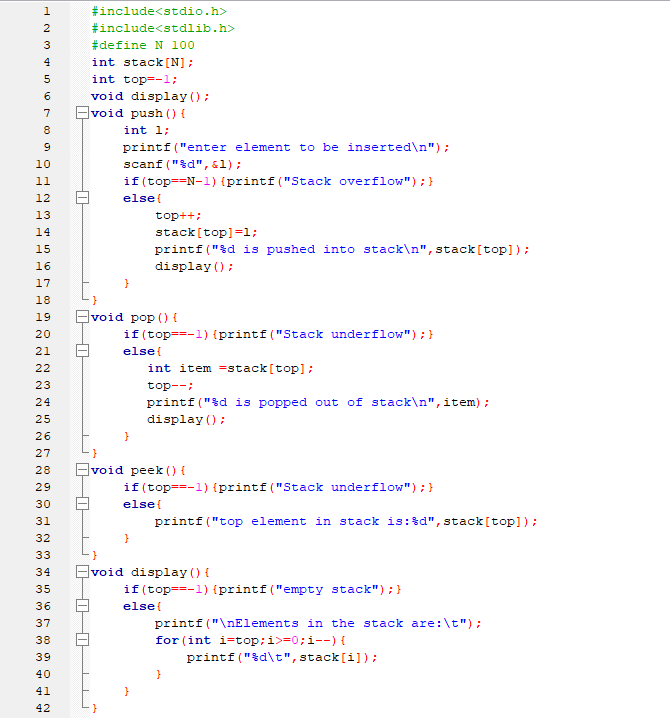 1 #include<stdio.h>
2 #include<stdlib.h>
3 #define N 100
4 int stack[N];
5 int top=-1;
6 void display();
7 void push(){
8     int l;
9     printf("enter element to be inserted\n");
10     scanf("%d",&l);
11     if(top==N-1){printf("Stack overflow");}
12     else{
13         top++;
14         stack[top]=l;
15         printf("%d is pushed into stack\n",stack[top]);
16         display();
17     }
18 }
19 void pop(){
20     if(top==-1){printf("Stack underflow");}
21     else{
22        int item =stack[top];
23        top--;
24        printf("%d is popped out of stack\n",item);
25        display();
26     }
27 }
28 void peek(){
29     if(top==-1){printf("Stack underflow");}
30     else{
31         printf("top element in stack is:%d",stack[top]);
32     }
33 }
34 void display(){
35     if(top==-1){printf("empty stack");}
36     else{
37         printf("\nElements in the stack are:\t");
38         for(int i=top;i>=0;i--){
39             printf("%d\t",stack[i]);
40         }
41     }
42 }